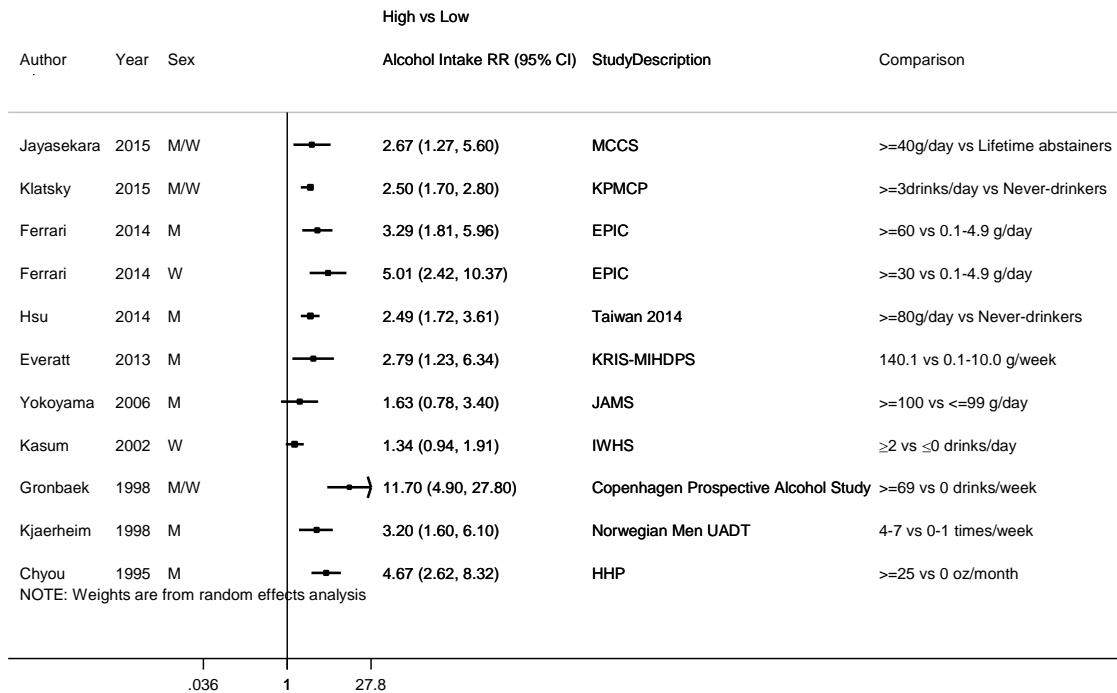 High vs Low
Author Year Sex Alcohol Intake RR (95% CI) StudyDescription Comparison
Jayasekara 2015 M/W 2.67 (1.27, 5.60) MCCS >=40g/day vs Lifetime abstainers
Klatsky 2015 M/W 2.50 (1.70, 2.80) KPMCP >=3drinks/day vs Never-drinkers
Ferrari 2014 M 3.29 (1.81, 5.96) EPIC >=60 vs 0.1-4.9 g/day
Ferrari 2014 W 5.01 (2.42, 10.37) EPIC >=30 vs 0.1-4.9 g/day
Hsu 2014 M 2.49 (1.72, 3.61) Taiwan 2014 >=80g/day vs Never-drinkers
Everatt 2013 M 2.79 (1.23, 6.34) KRIS-MIHDPS 140.1 vs 0.1-10.0 g/week
Yokoyama 2006 M 1.63 (0.78, 3.40) JAMS >=100 vs <=99 g/day
Kasum 2002 W 1.34 (0.94, 1.91) IWHS ≥2 vs ≤0 drinks/day
Gronbaek 1998 M/W 11.70 (4.90, 27.80) Copenhagen Prospective Alcohol Study >=69 vs 0 drinks/week
Kjaerheim 1998 M 3.20 (1.60, 6.10) Norwegian Men UADT 4-7 vs 0-1 times/week
Chyou 1995 M 4.67 (2.62, 8.32) HHP >=25 vs 0 oz/month
NOTE: Weights are from random effects analysis
.036 1 27.8